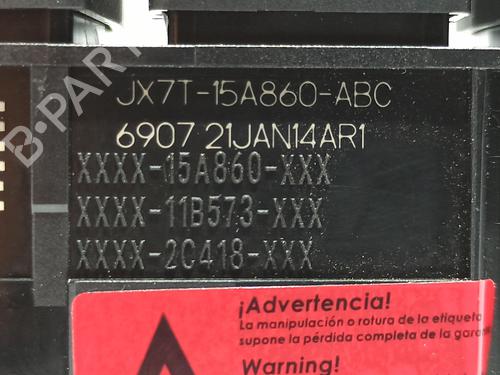 B-PARTS
JX7T-15A860-ABC
6907 21JAN14AR1
XXXX-15A860-XXX
XXXX-11B573-XXX
XXXX-2C418-XXX
¡Advertencia!
La manipulación o rotura de la etiqueta
supone la pérdida completa de la garan
Warning!